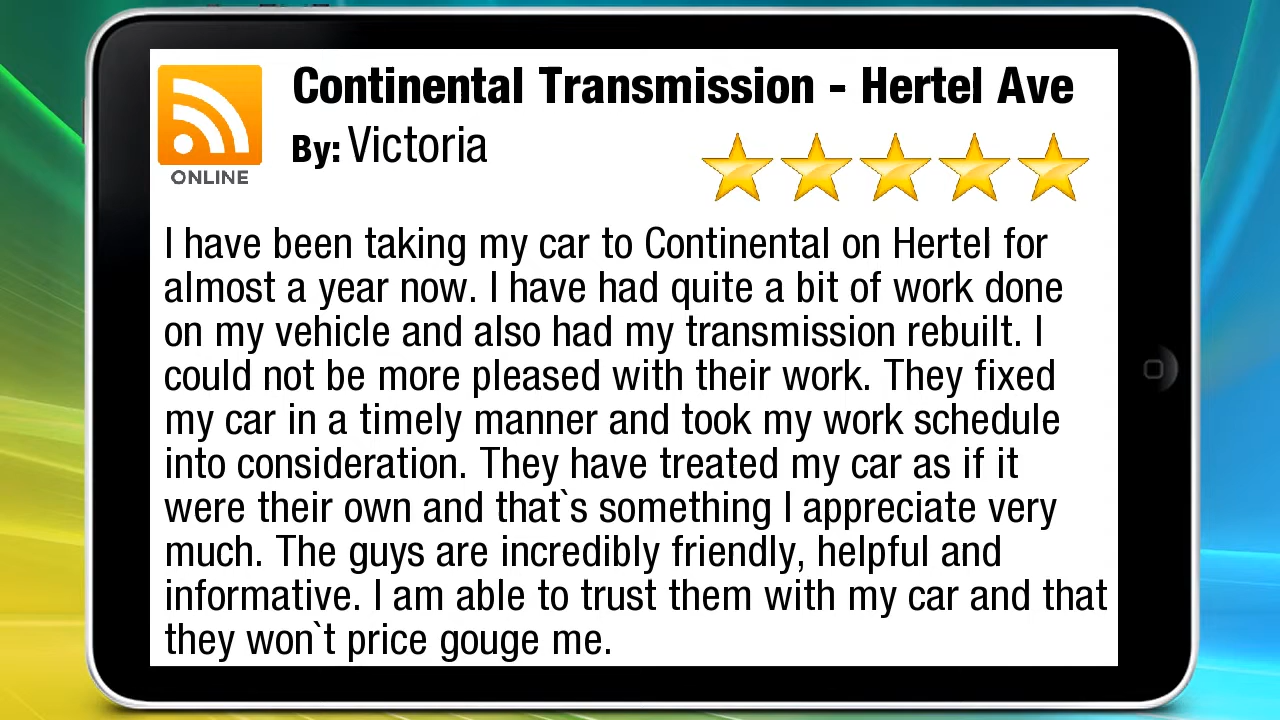 Continental Transmission - Hertel Ave
By: Victoria
ONLINE
I have been taking my car to Continental on Hertel for
almost a year now. I have had quite a bit of work done
on my vehicle and also had my transmission rebuilt. I
could not be more pleased with their work. They fixed
my car in a timely manner and took my work schedule
into consideration. They have treated my car as if it
were their own and that`s something I appreciate very
much. The guys are incredibly friendly, helpful and
informative. I am able to trust them with my car and that
they won`t price gouge me.